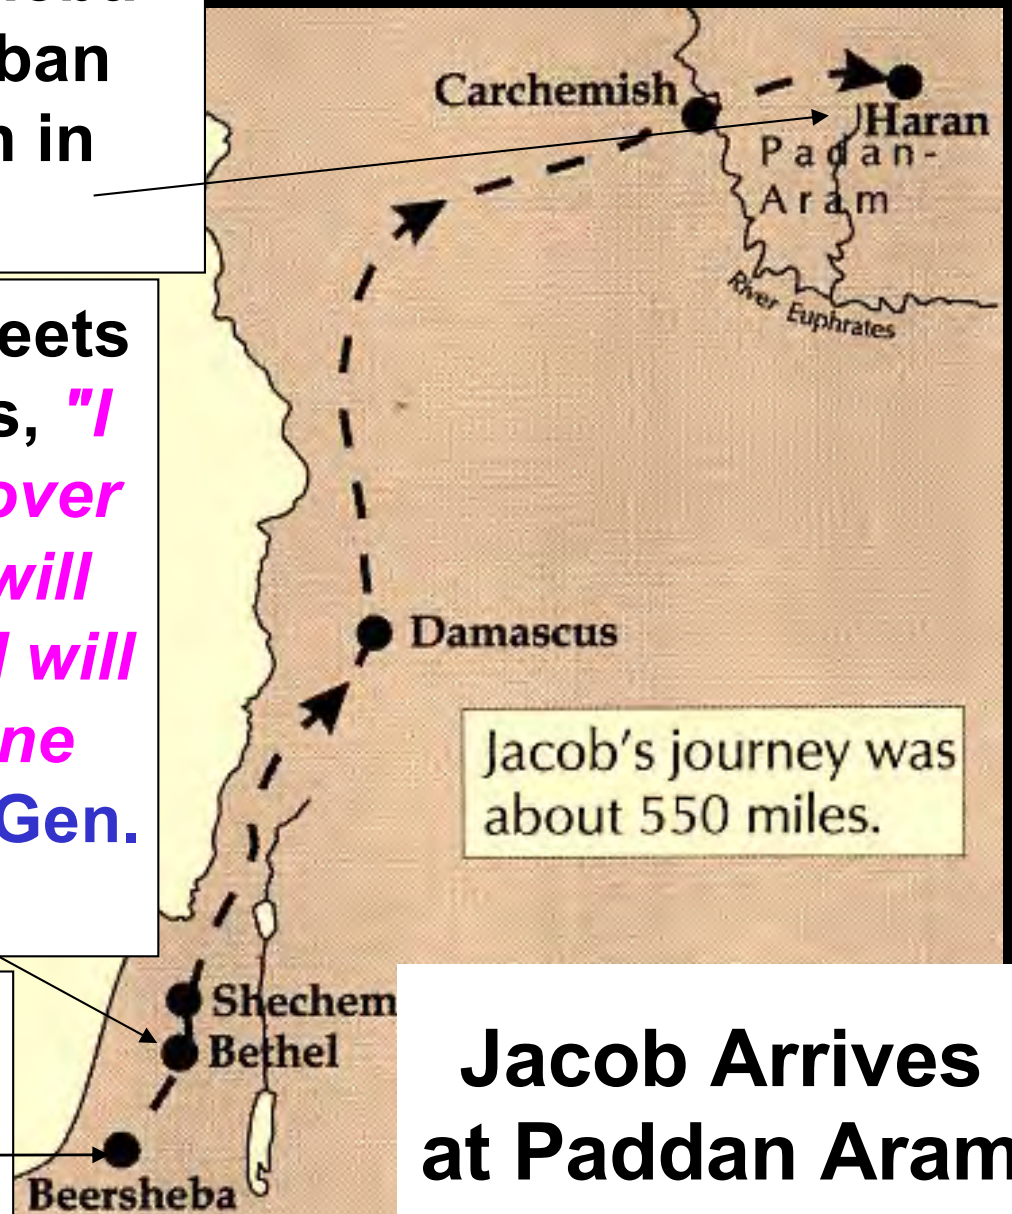 ban
n in
eets
s, "I
over
will
d will
ne
Gen.
Carchemish
Haran
Padan-
Aram
River Euphrates
Damascus
Jacob's journey was
about 550 miles.
Shechem
Bethel
Beersheba
Jacob Arrives
at Paddan Aram